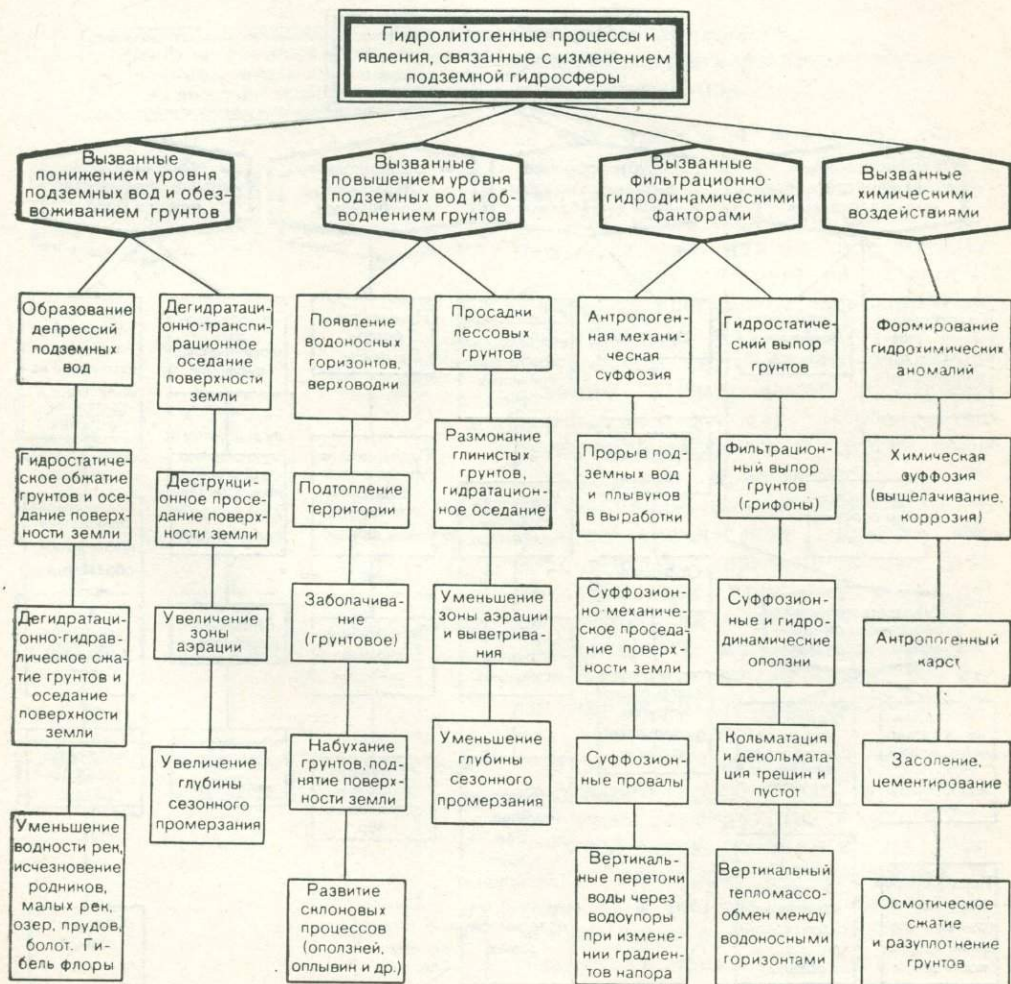 Гидролитогенные процессы и
явления, связанные с изменением
подземной гидросферы
Вызванные
понижением уровня
подземных вод и обез-
воживанием грунтов
Вызванные
повышением уровня
подземных вод и об-
воднением грунтов
Вызванные
фильтрационно-
гидродинамическими
факторами
Вызванные
химическими
воздействиями
Образование
депрессий
подземных
вод
Дегидратаци-
онно-транспи-
рационное
оседание
поверхности
земли
Появление
водоносных
горизонтов,
верховодки
Просадки
лессовых
грунтов
Антропоген-
ная механи-
ческая
суффозия
Гидростатиче-
ский выпор
грунтов
Формирование
гидрохимических
аномалий
Гидростатиче-
ское обжатие
грунтов и осе-
дание поверх-
ности земли
Деструкци-
онное просе-
дание поверх-
ности земли
Подтопление
территории
Размокание
глинистых
грунтов,
гидратацион-
ное оседание
Прорыв под-
земных вод
и плывунов
в выработки
Фильтраци-
онный выпор
грунтов
(грифоны)
Химическая
суффозия
(выщелачивание,
коррозия)
Дегидратаци-
онно-гидрав-
лическое сжа-
тие грунтов и
оседание
поверхности
земли
Увеличение
зоны
аэрации
Заболачива-
ние
(грунтовое)
Уменьшение
зоны аэрации
и выветрива-
ния
Суффозион-
но-механиче-
ское проседа-
ние поверх-
ности земли
Суффозион-
ные и гидро-
динамические
оползни
Антропогенный
карст
Увеличение
глубины
сезонного
промерзания
Набухание
грунтов, под-
нятие поверх-
ности земли
Уменьшение
глубины
сезонного
промерзания
Суффозион-
ные провалы
Кольматация
и декольмата-
ция трещин и
пустот
Засоление,
цементирование
Уменьшение
водности рек,
исчезновение
родников,
малых рек,
озер, прудов,
болот. Ги-
бель флоры
Развитие
склоновых
процессов
(оползней,
оплывин и др.)
Вертикаль-
ные перетоки
воды через
водоупоры
при измене-
нии градиен-
тов напора
Вертикальный
тепломассо-
обмен между
водоносными
горизонтами
Осмотическое
сжатие
и разуплотнение
грунтов